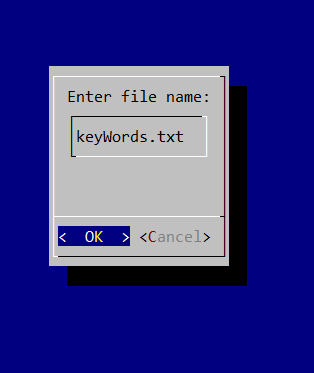 Enter file name:
keyWords.txt
<  OK  > <Cancel>